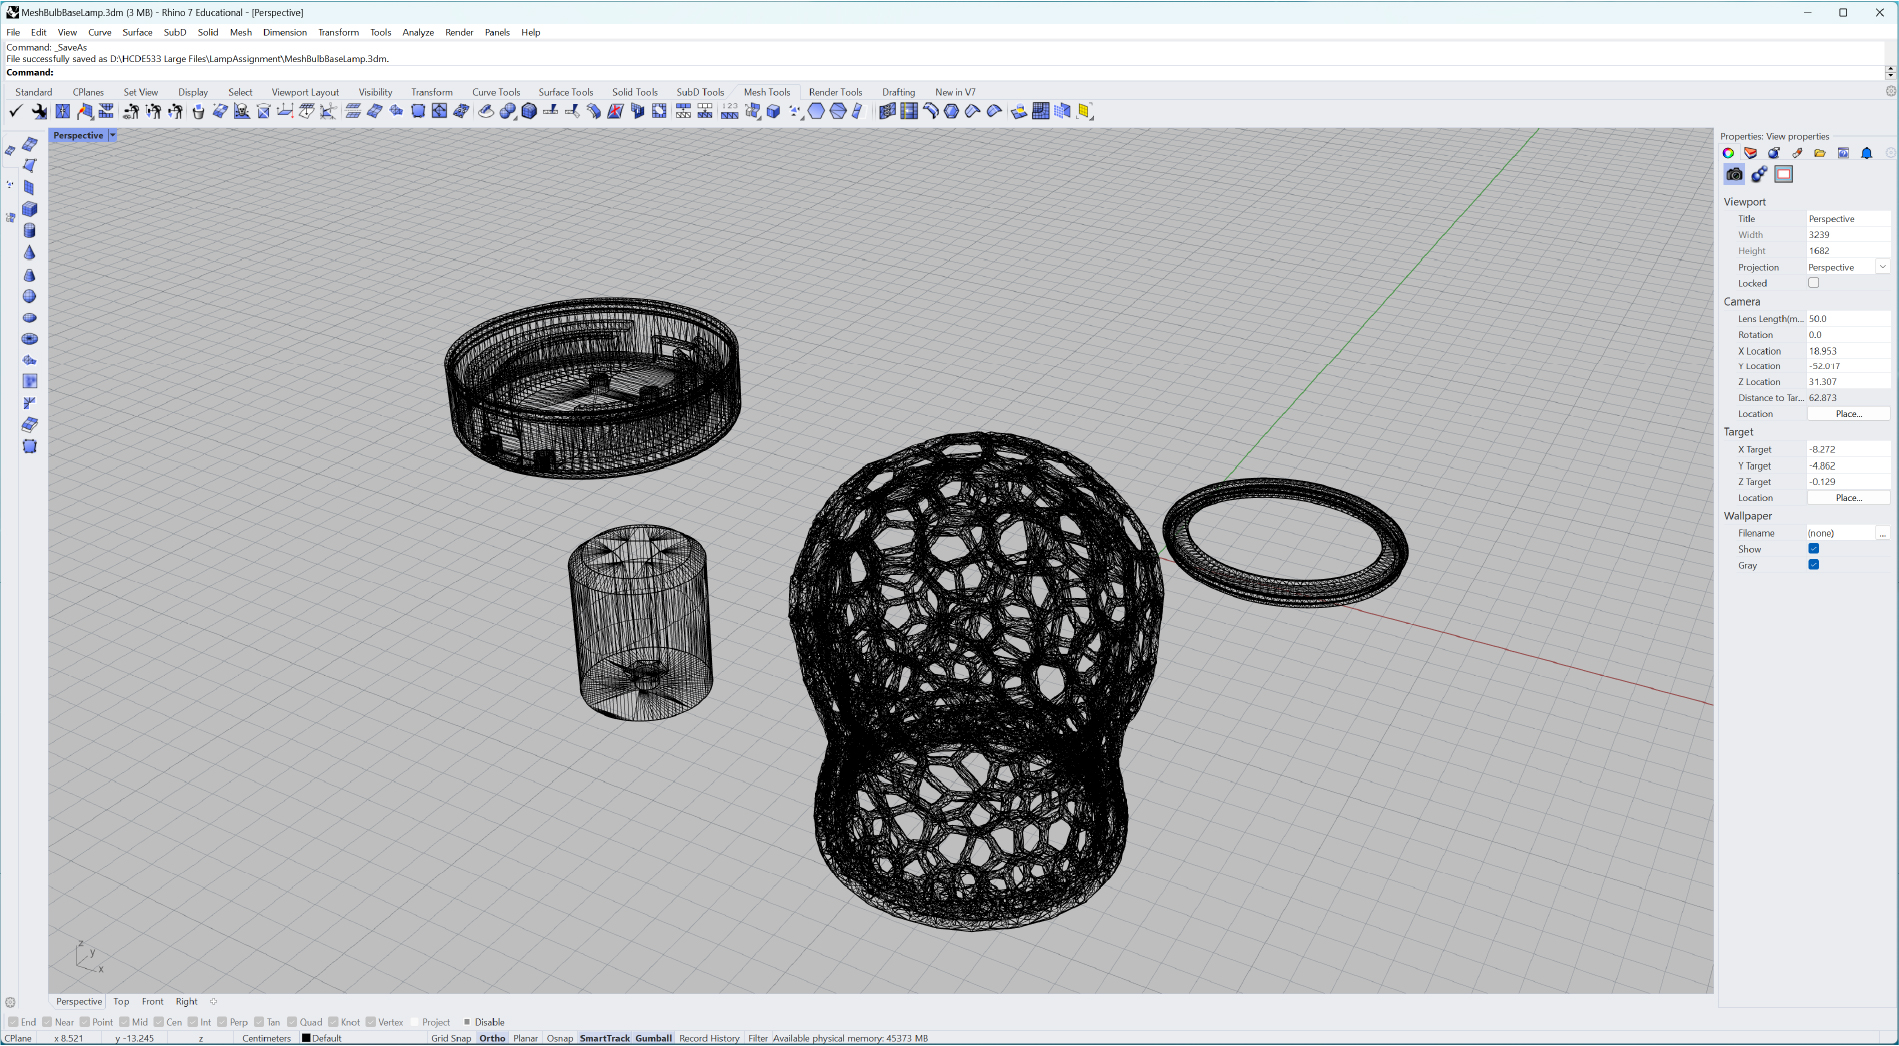 MeshBulbBaseLamp.3dm (3 MB) - Rhino 7 Educational - [Perspective]
File Edit View Curve Surface SubD Solid Mesh Dimension Transform Tools Analyze Render Panels Help
Command: _SaveAs
File successfully saved as D:\HCDE533 Large Files\LampAssignment\MeshBulbBaseLamp.3dm.
Command:
Standard CPlanes Set View Display Select Viewport Layout Visibility Transform Curve Tools Surface Tools Solid Tools SubD Tools Mesh Tools Render Tools Drafting New in V7
Perspective
Properties: View properties
Viewport
Title Perspective
Width 3239
Height 1682
Projection Perspective
Locked
Camera
Lens Length(m... 50.0
Rotation 0.0
X Location 18.953
Y Location -52.017
Z Location 31.307
Distance to Tar... 62.873
Location Place...
Target
X Target -8.272
Y Target -4.862
Z Target -0.129
Location Place...
Wallpaper
Filename (none) ...
Show
Gray
z
y
x
Perspective Top Front Right
End Near Point Mid Cen Int Perp Tan Quad Knot Vertex Project Disable
CPlane x 8.521 y -13.245 z Centimeters Default Grid Snap Ortho Planar Osnap SmartTrack Gumball Record History Filter Available physical memory: 45373 MB